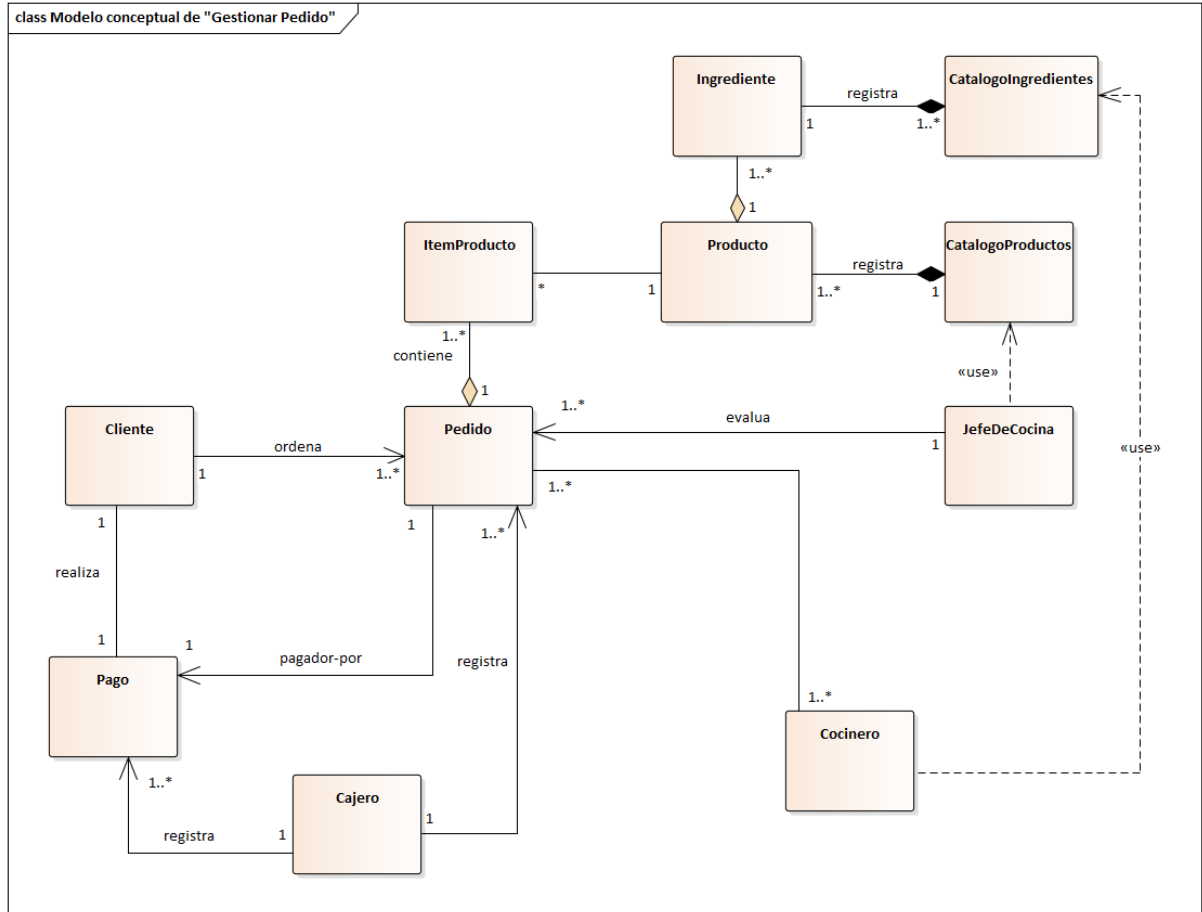 class Modelo conceptual de "Gestionar Pedido"
Ingrediente
CatalogoIngredientes
registra
1
1..*
1..*
1
ItemProducto
Producto
CatalogoProductos
registra
*
1
1..*
1
1..*
contiene
«use»
1
1..*
evalua
Cliente
Pedido
JefeDeCocina
ordena
1
«use»
1
1..*
1..*
1
1
1..*
realiza
1
1
pagador-por
registra
Pago
1..*
Cocinero
1..*
Cajero
1
registra
1